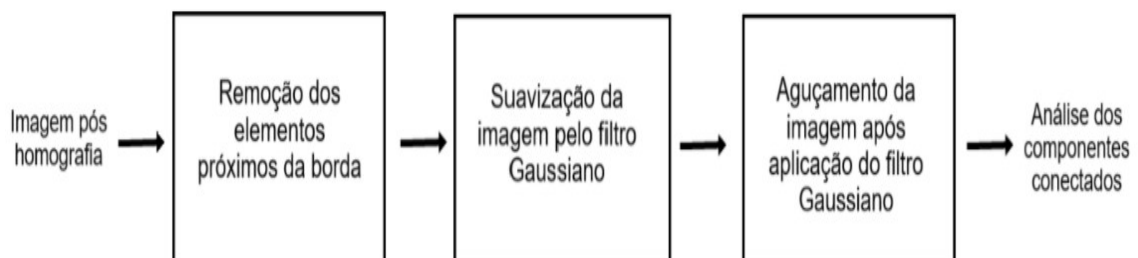 Imagem pós
homografia
Remoção dos
elementos
próximos da borda
Suavização da
imagem pelo filtro
Gaussiano
Aguçamento da
imagem após
aplicação do filtro
Gaussiano
Análise dos
componentes
conectados